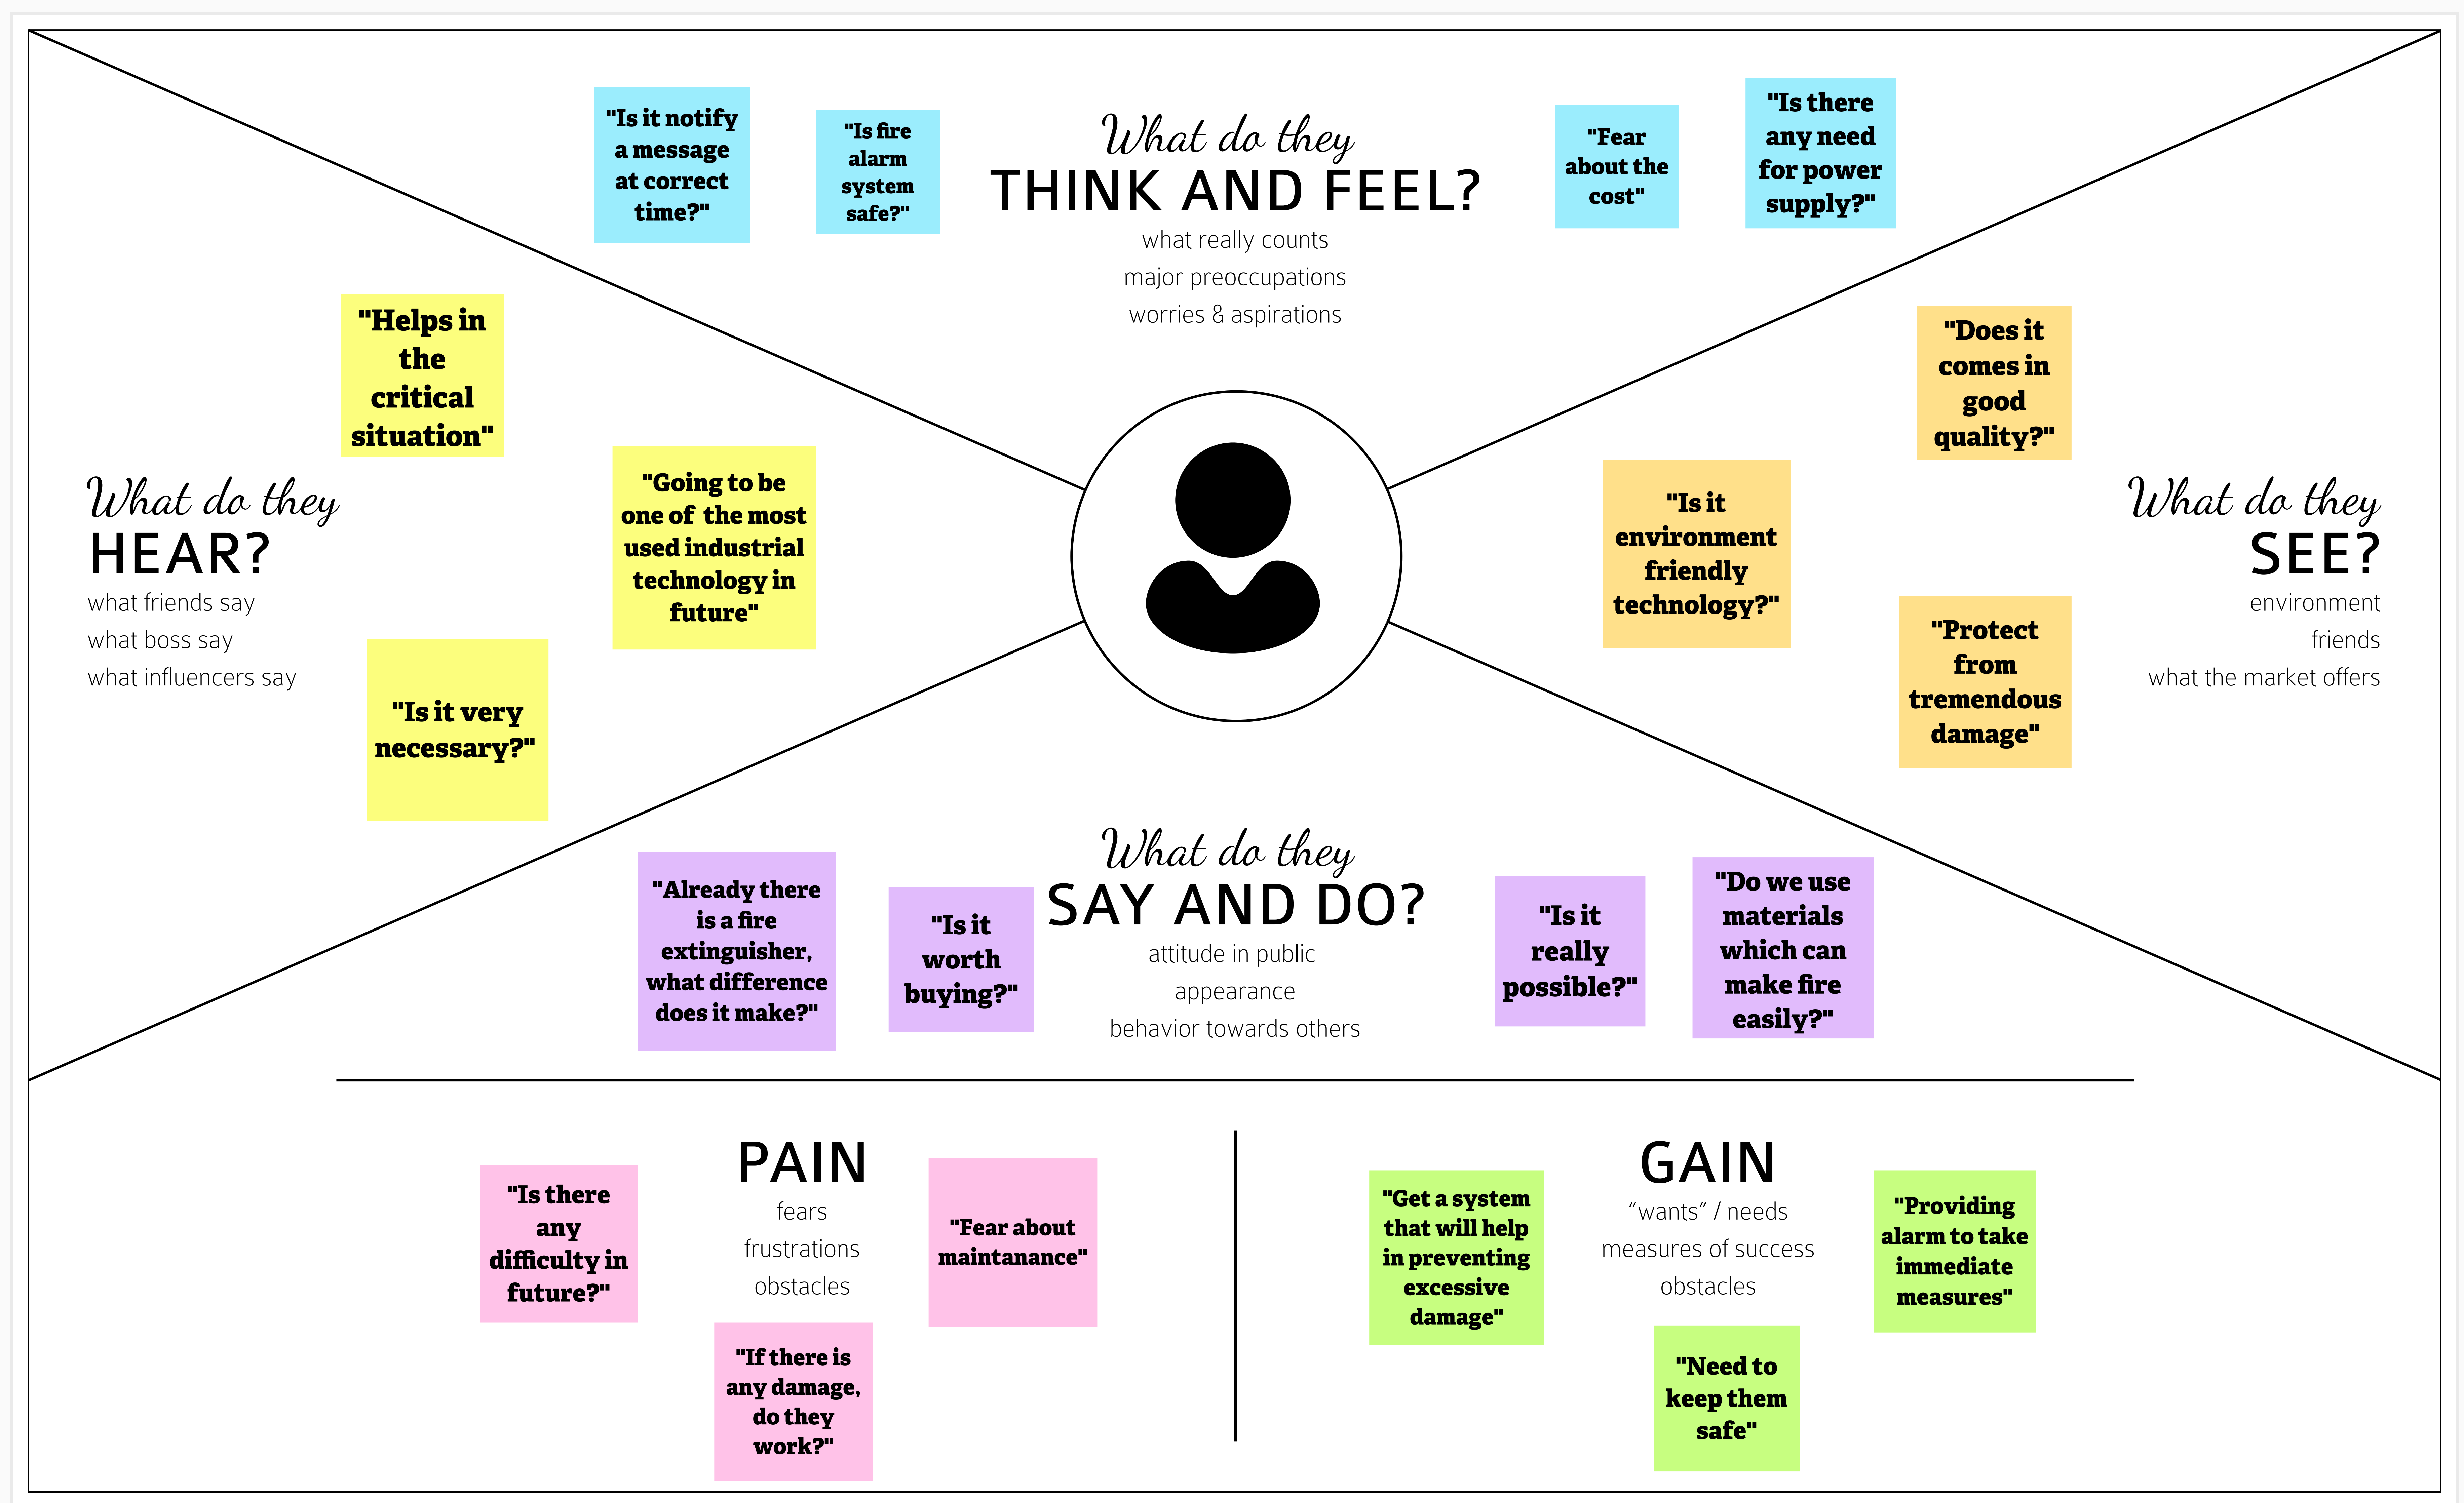 "Is it notify
a message
at correct
time?"
"Is fire
alarm
system
safe?"
What do they
THINK AND FEEL?
what really counts
major preoccupations
worries & aspirations
"Fear
about the
cost"
"Is there
any need
for power
supply?"
What do they
HEAR?
what friends say
what boss say
what influencers say
"Helps in
the
critical
situation"
"Going to be
one of the most
used industrial
technology in
future"
"Is it very
necessary?"
"Does it
comes in
good
quality?"
"Is it
environment
friendly
technology?"
"Protect
from
tremendous
damage"
What do they
SEE?
environment
friends
what the market offers
"Already there
is a fire
extinguisher,
what difference
does it make?"
"Is it
worth
buying?"
What do they
SAY AND DO?
attitude in public
appearance
behavior towards others
"Is it
really
possible?"
"Do we use
materials
which can
make fire
easily?"
PAIN
fears
frustrations
obstacles
"Is there
any
difficulty in
future?"
"Fear about
maintanance"
"If there is
any damage,
do they
work?"
GAIN
“wants” / needs
measures of success
obstacles
"Get a system
that will help
in preventing
excessive
damage"
"Providing
alarm to take
immediate
measures"
"Need to
keep them
safe"